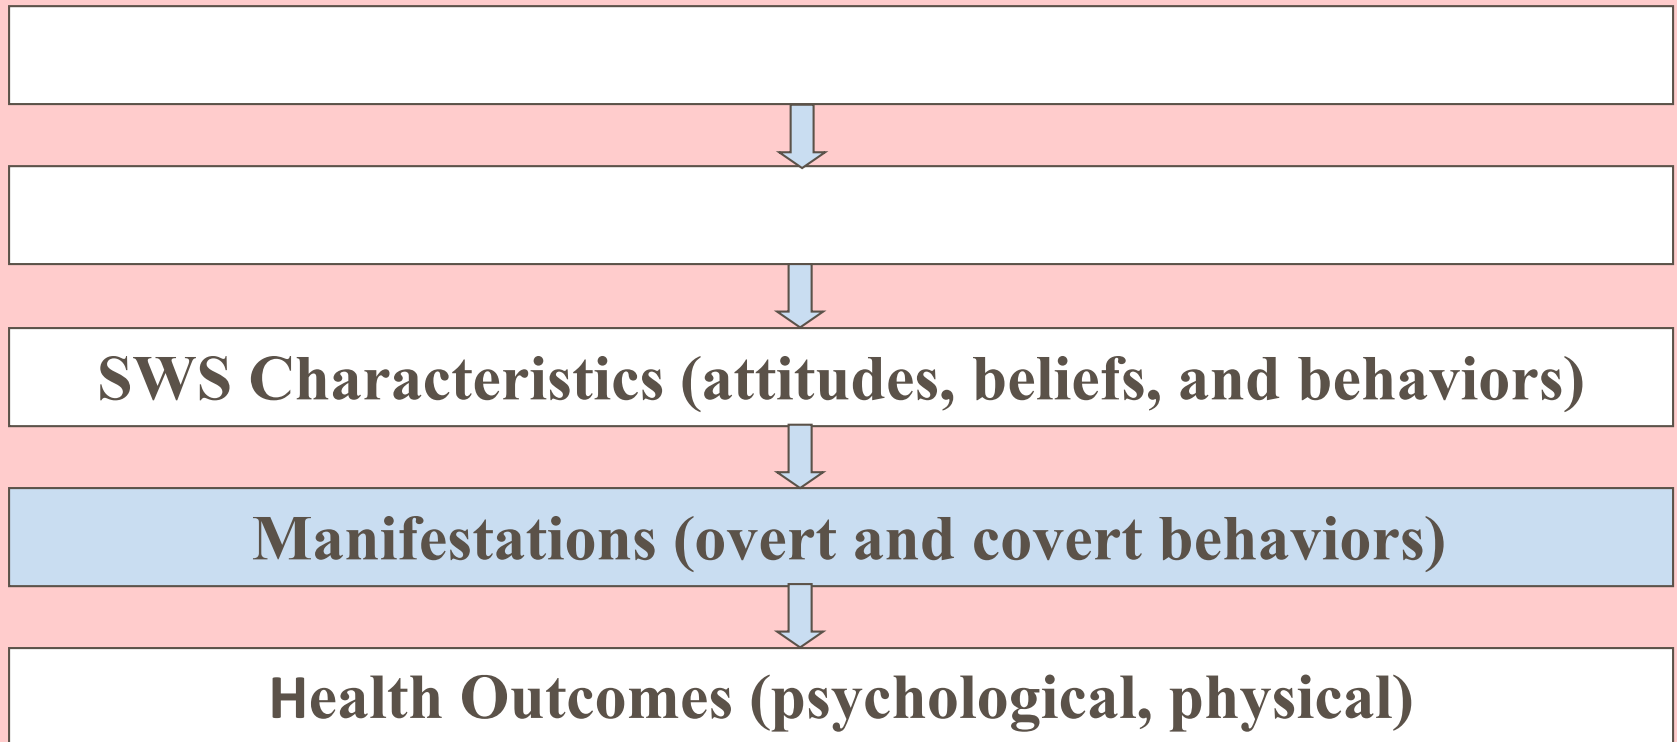 SWS Characteristics (attitudes, beliefs, and behaviors)
Manifestations (overt and covert behaviors)
Health Outcomes (psychological, physical)